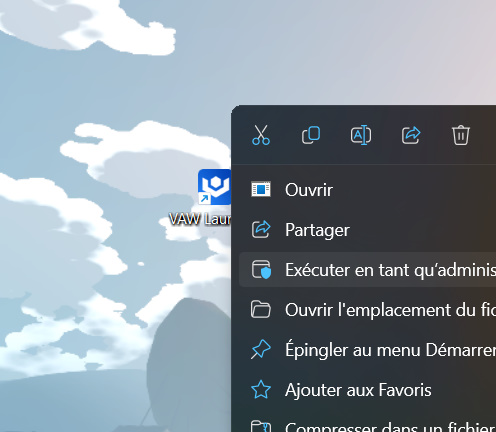 Ouvrir
VAW Laun
Partager
Exécuter en tant qu'adminis
Ouvrir l'emplacement du fic
Épingler au menu Démarrer
Ajouter aux Favoris
Compresser dans un fichier